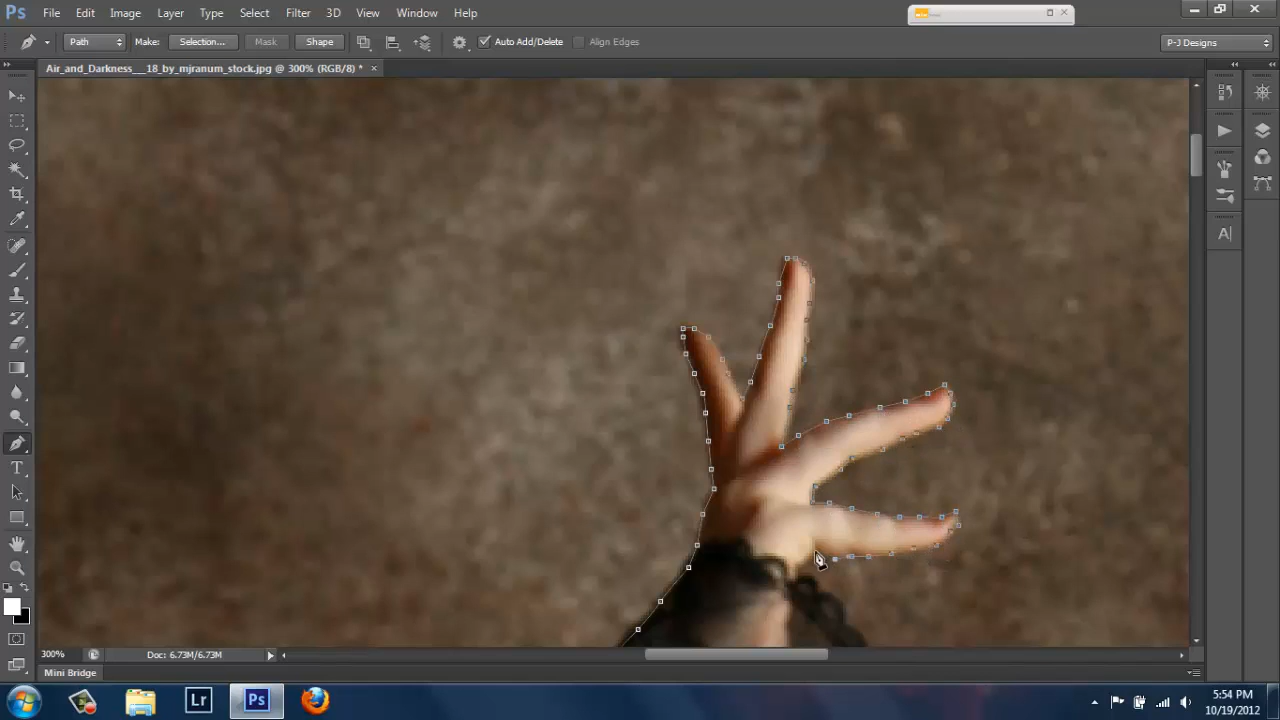 Ps File Edit Image Layer Type Select Filter 3D View Window Help
Path Make: Selection... Mask Shape Auto Add/Delete Align Edges P-J Designs
Air_and_Darkness___18_by_mjranum_stock.jpg @ 300% (RGB/8) * ×
A|
T
300% Doc: 6.73M/6.73M
Mini Bridge
Lr Ps 5:54 PM
10/19/2012